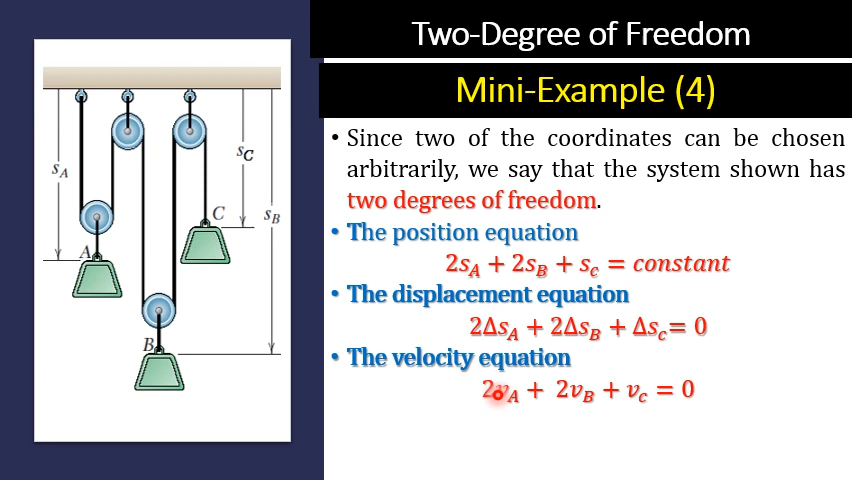 Two-Degree of Freedom
Mini-Example (4)
• Since two of the coordinates can be chosen
arbitrarily, we say that the system shown has
two degrees of freedom.
• The position equation
2s_A + 2s_B + s_c = constant
• The displacement equation
2Δs_A + 2Δs_B + Δs_c = 0
• The velocity equation
2v_A + 2v_B + v_c = 0
s_A
s_C
s_B
C
A
B